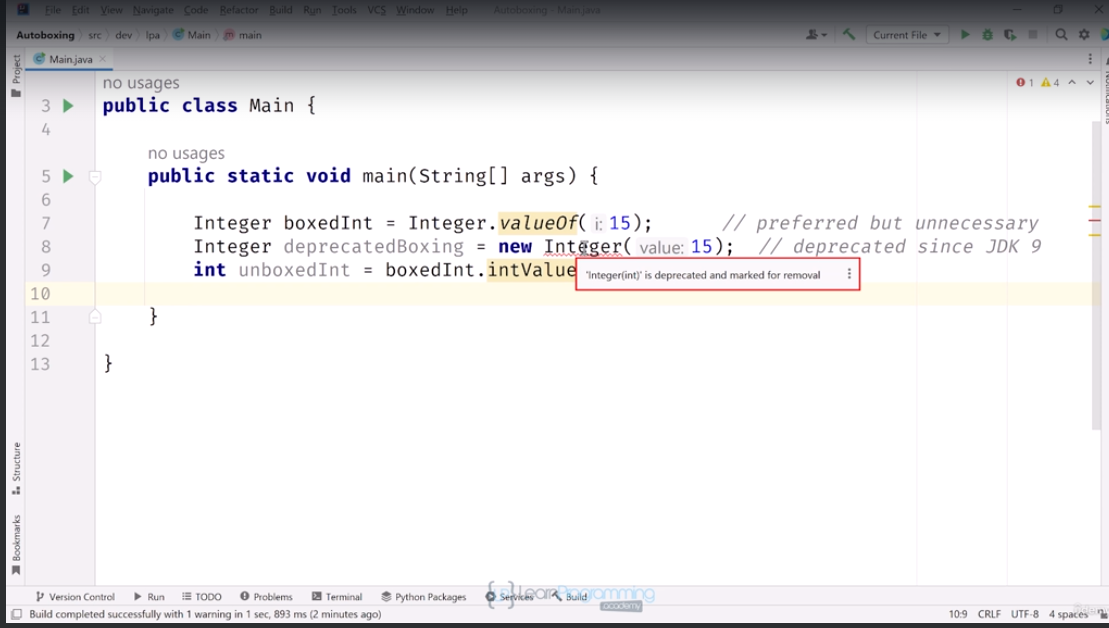 File Edit View Navigate Code Refactor Build Run Tools VCS Window Help Autoboxing - Main.java
Autoboxing src dev lpa Main main Current File
Project
Main.java
no usages
1 4
3 public class Main {
4
no usages
5 public static void main(String[] args) {
6
7 Integer boxedInt = Integer.valueOf( i: 15); // preferred but unnecessary
8 Integer deprecatedBoxing = new Integer( value: 15); // deprecated since JDK 9
9 int unboxedInt = boxedInt.intValue
'Integer(int)' is deprecated and marked for removal
10
11 }
12
13 }
Structure
Bookmarks
Version Control Run TODO Problems Terminal Python Packages Services Build
LearnProgramming
academy
Build completed successfully with 1 warning in 1 sec, 893 ms (2 minutes ago) 10:9 CRLF UTF-8 4 spaces